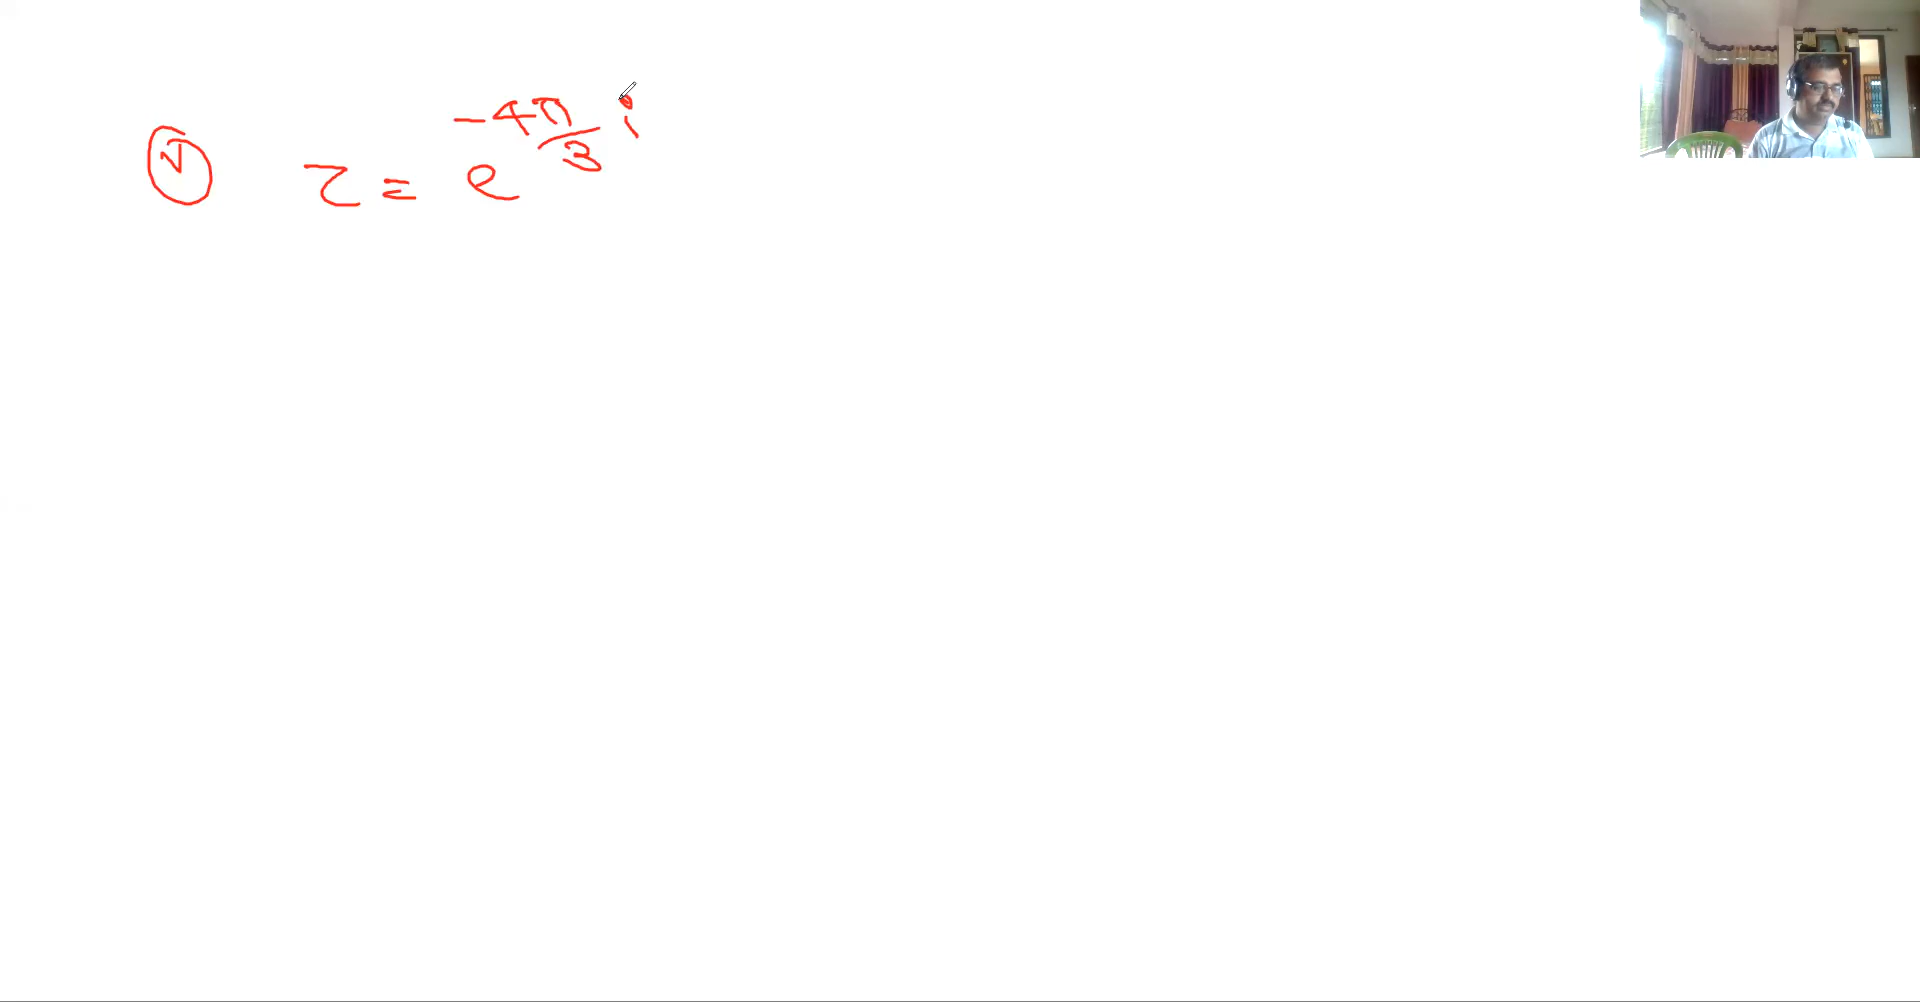 (v) z = e^{-4π/3 i}